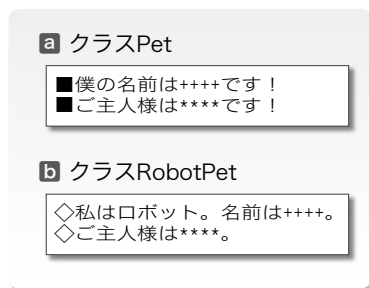 a クラスPet
■僕の名前は++++です！
■ご主人様は****です！
b クラスRobotPet
◇私はロボット。名前は++++。
◇ご主人様は****。